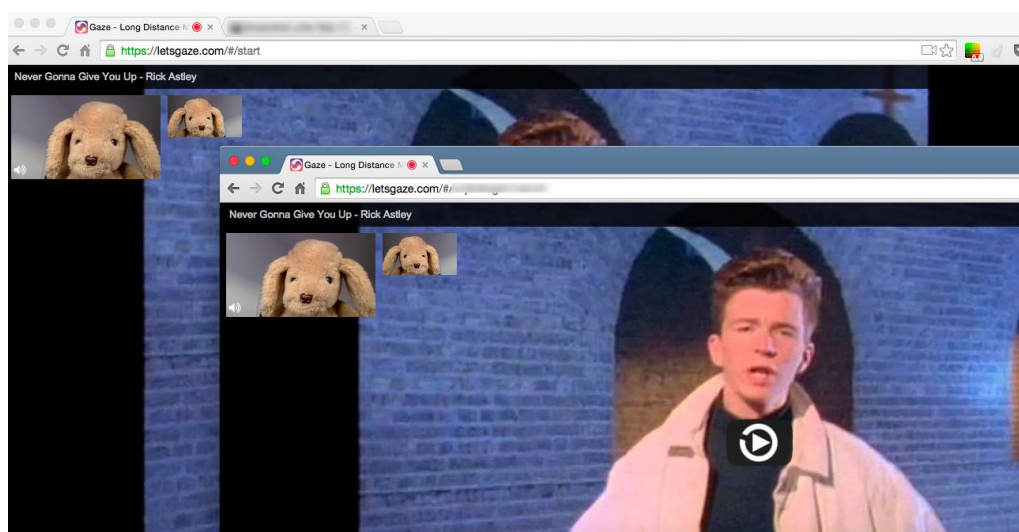 Gaze - Long Distance M
https://letsgaze.com/#/start
Never Gonna Give You Up - Rick Astley
Gaze - Long Distance M
https://letsgaze.com/#/
Never Gonna Give You Up - Rick Astley